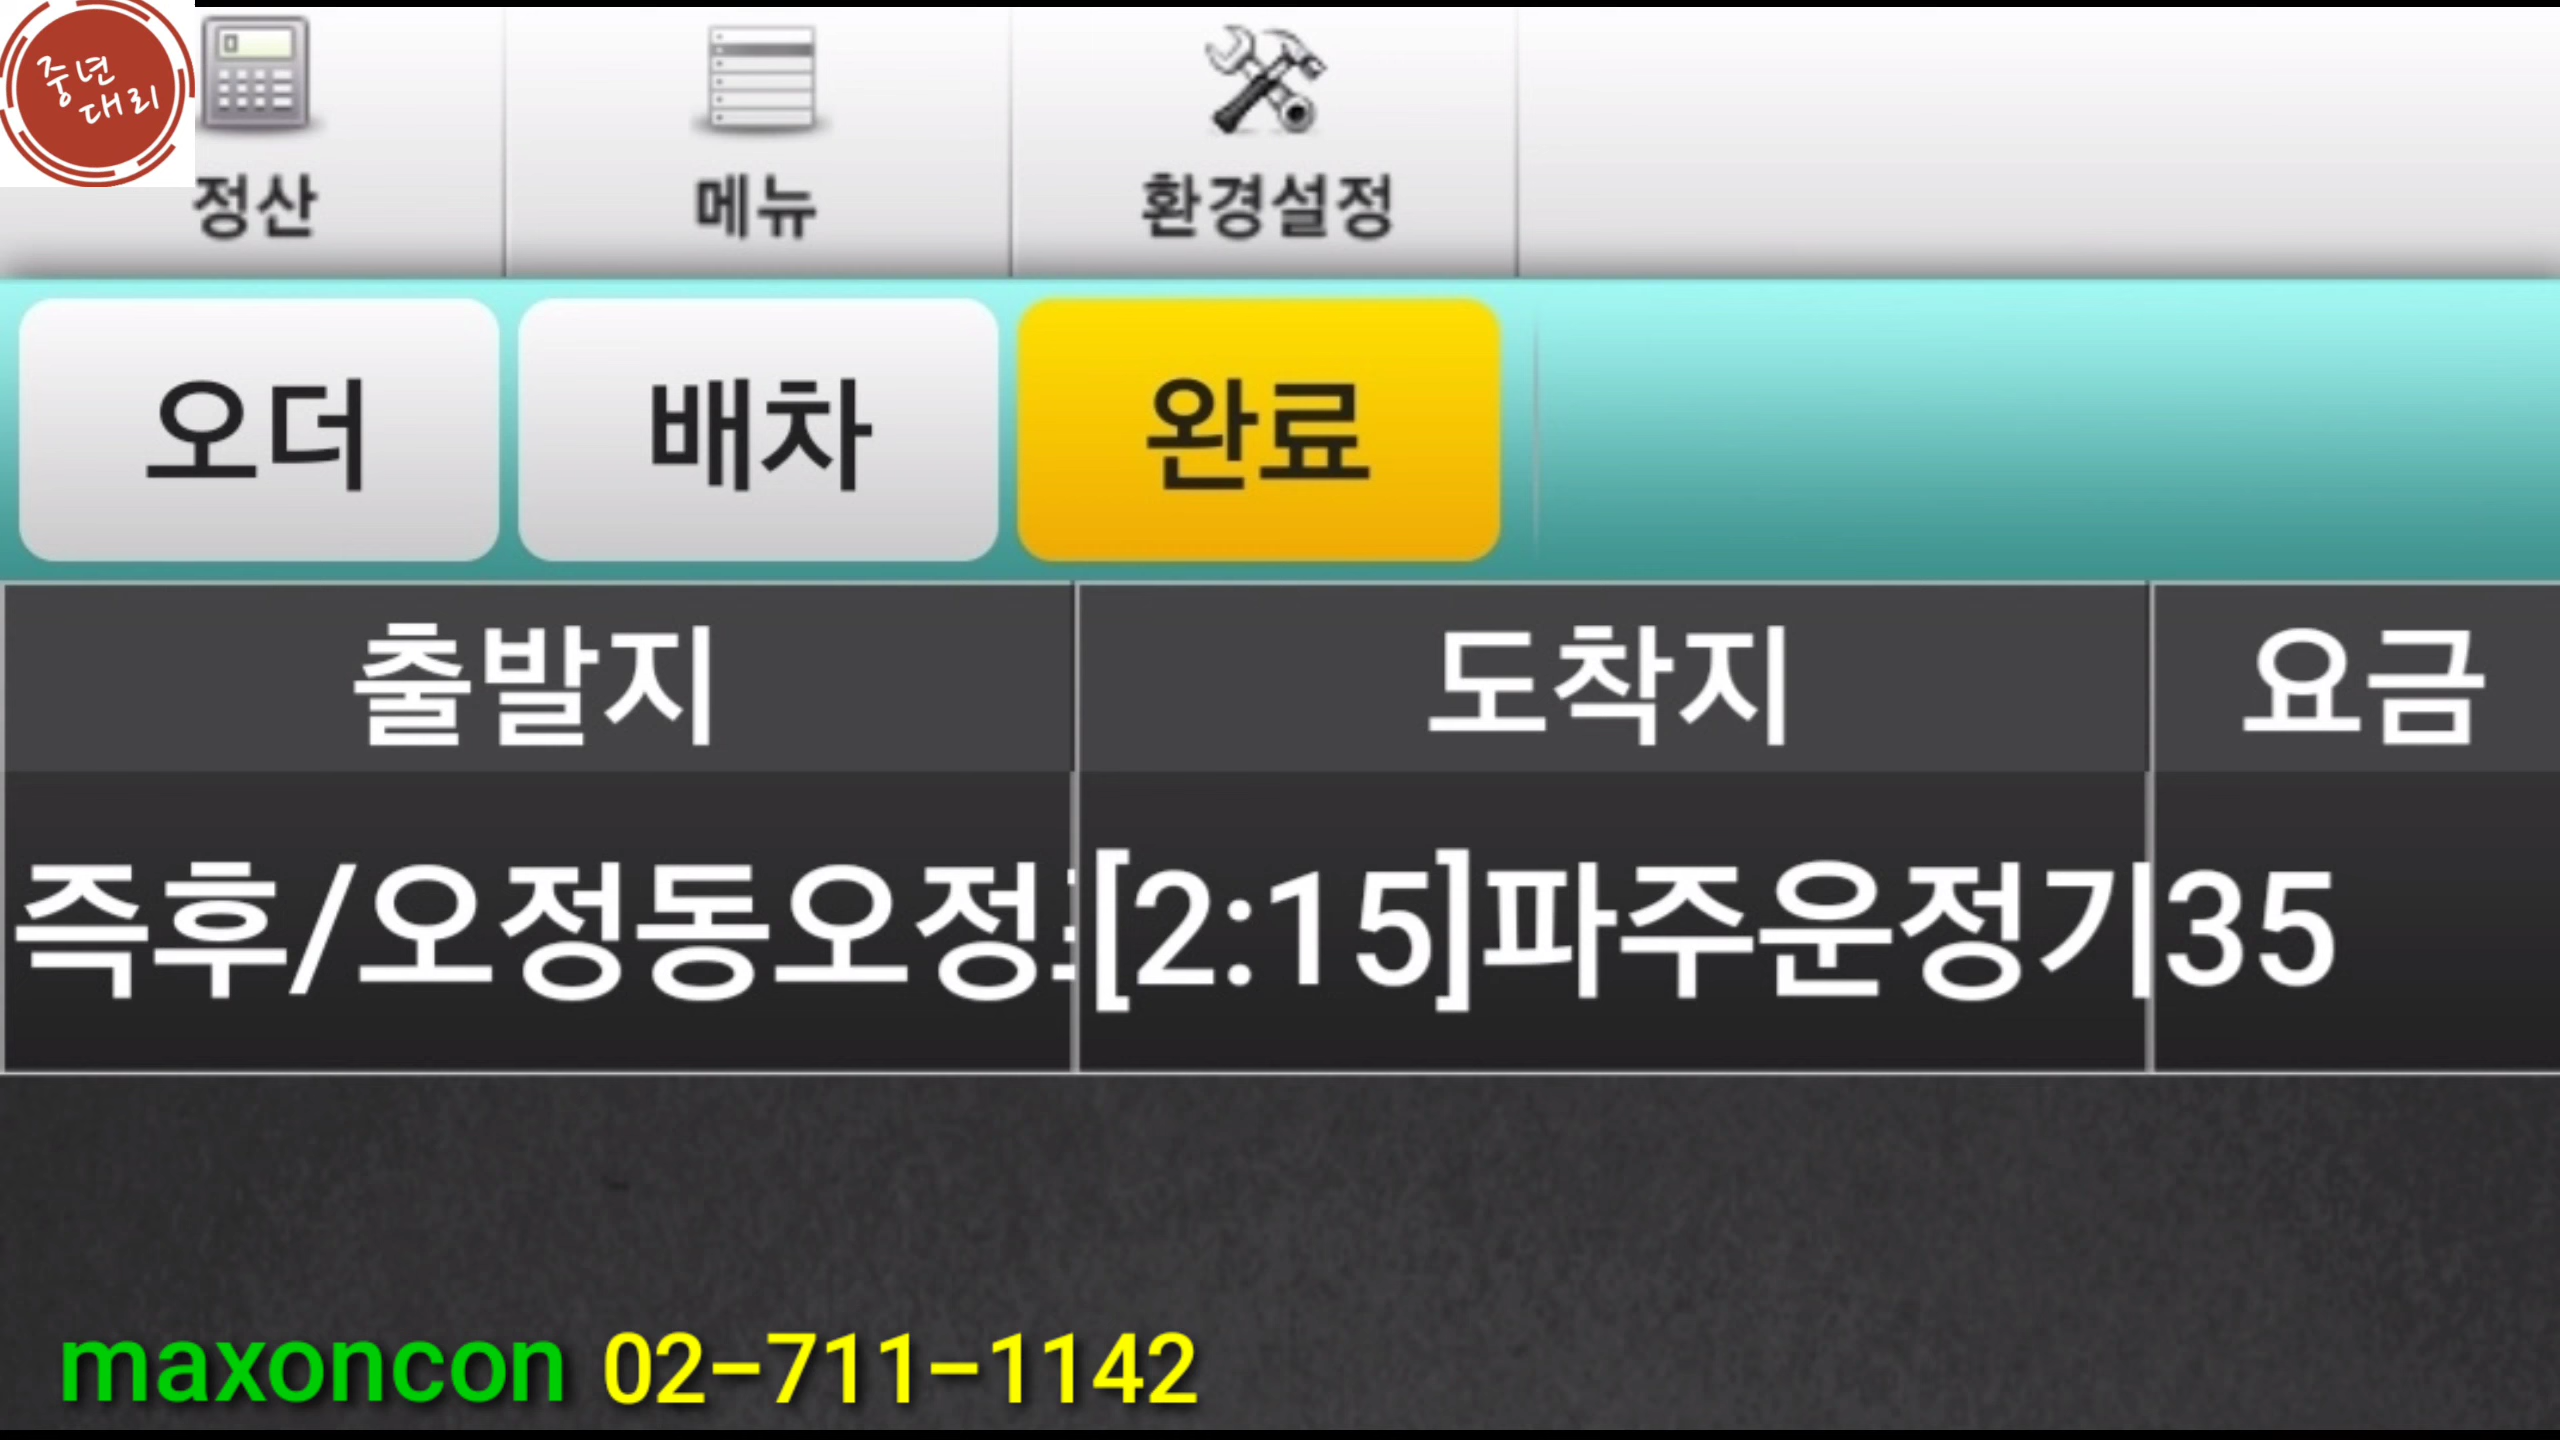 중년
대리
정산 메뉴 환경설정
오더 배차 완료
출발지 도착지 요금
즉후/오정동오정 [2:15]파주운정기 35
maxoncon 02-711-1142